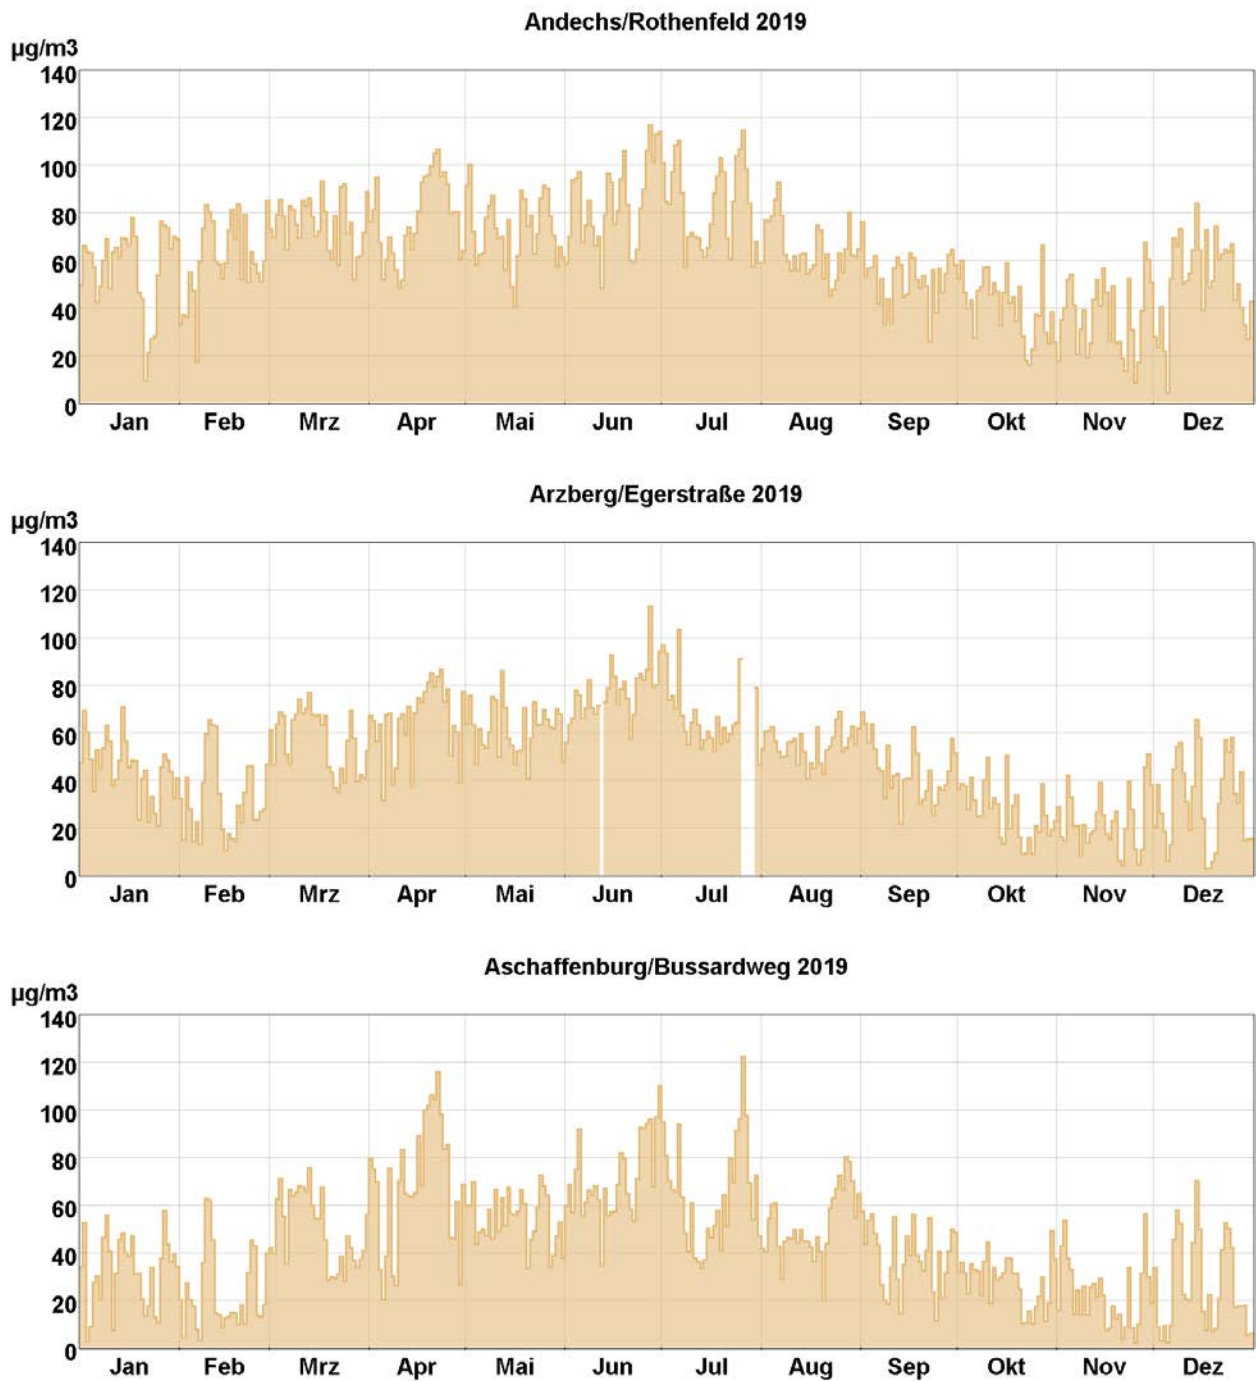 Andechs/Rothenfeld 2019
µg/m3
140
120
100
80
60
40
20
0
Jan Feb Mrz Apr Mai Jun Jul Aug Sep Okt Nov Dez
Arzberg/Egerstraße 2019
µg/m3
140
120
100
80
60
40
20
0
Jan Feb Mrz Apr Mai Jun Jul Aug Sep Okt Nov Dez
Aschaffenburg/Bussardweg 2019
µg/m3
140
120
100
80
60
40
20
0
Jan Feb Mrz Apr Mai Jun Jul Aug Sep Okt Nov Dez